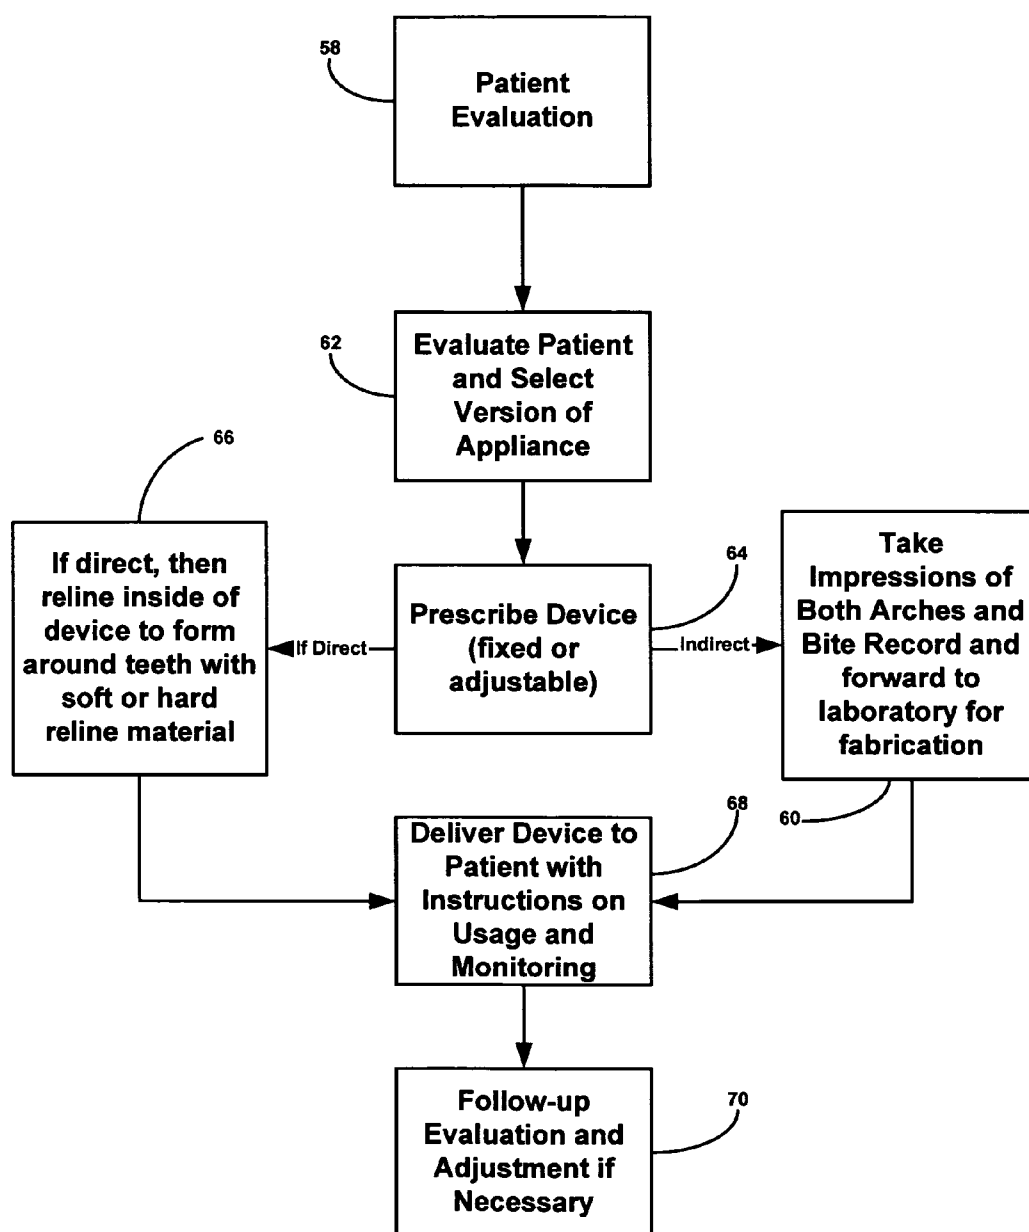 58
Patient
Evaluation
62
Evaluate Patient
and Select
Version of
Appliance
66
If direct, then
reline inside of
device to form
around teeth with
soft or hard
reline material
If Direct
Prescribe Device
(fixed or
adjustable)
64
Indirect
Take
Impressions of
Both Arches and
Bite Record and
forward to
laboratory for
fabrication
60
Deliver Device to
Patient with
Instructions on
Usage and
Monitoring
68
Follow-up
Evaluation and
Adjustment if
Necessary
70